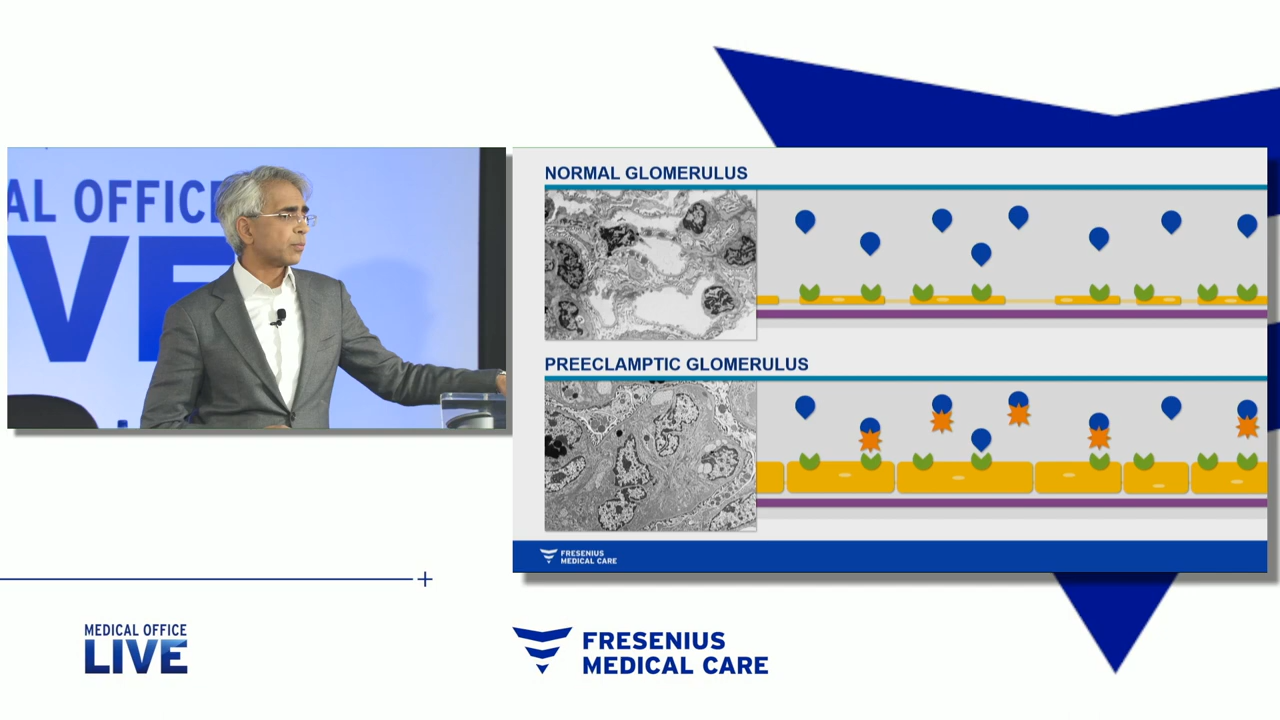 AL OFFICE
VE
NORMAL GLOMERULUS
PREECLAMPTIC GLOMERULUS
FRESENIUS
MEDICAL CARE
MEDICAL OFFICE
LIVE
FRESENIUS
MEDICAL CARE